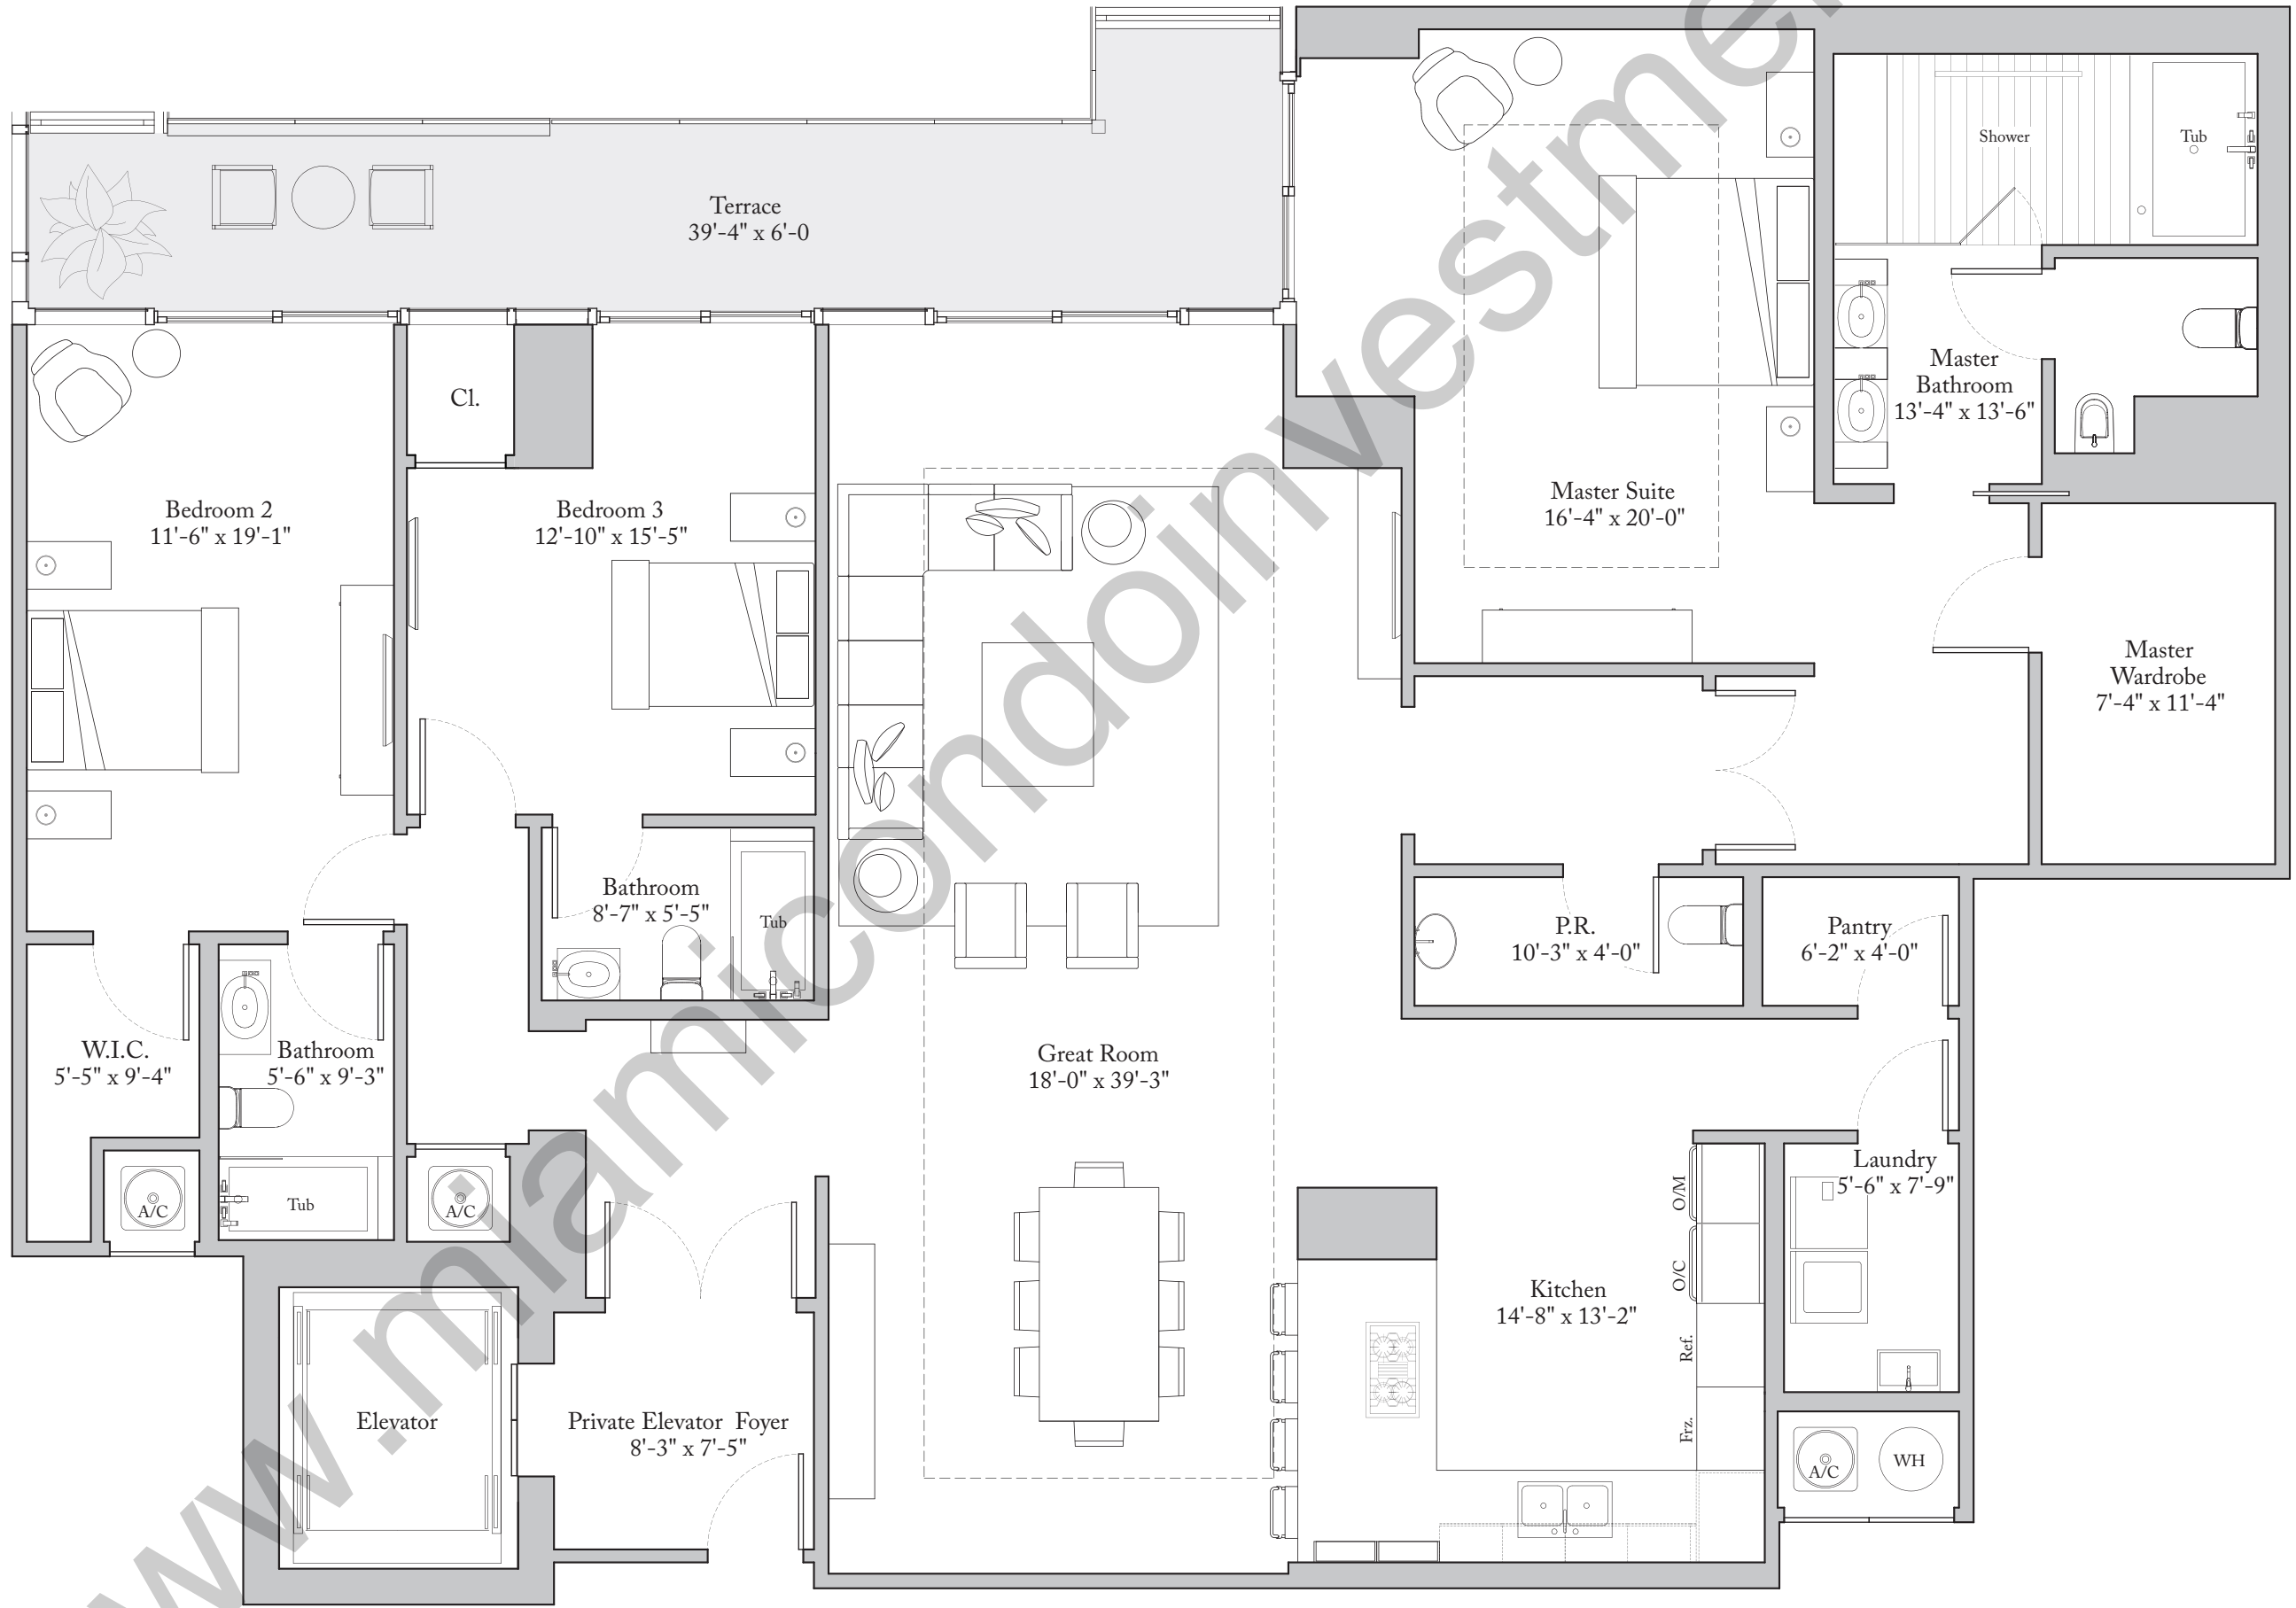 Shower
Tub
Terrace
39'-4" x 6'-0
Master
Bathroom
13'-4" x 13'-6"
Cl.
Bedroom 2
11'-6" x 19'-1"
Bedroom 3
12'-10" x 15'-5"
Master Suite
16'-4" x 20'-0"
Master
Wardrobe
7'-4" x 11'-4"
Bathroom
8'-7" x 5'-5"
Tub
P.R.
10'-3" x 4'-0"
Pantry
6'-2" x 4'-0"
W.I.C.
5'-5" x 9'-4"
Bathroom
5'-6" x 9'-3"
Great Room
18'-0" x 39'-3"
Laundry
5'-6" x 7'-9"
A/C
Tub
A/C
O/M
O/C
Kitchen
14'-8" x 13'-2"
Ref.
Frz.
Elevator
Private Elevator Foyer
8'-3" x 7'-5"
A/C
WH
www.miamicondoinvestme